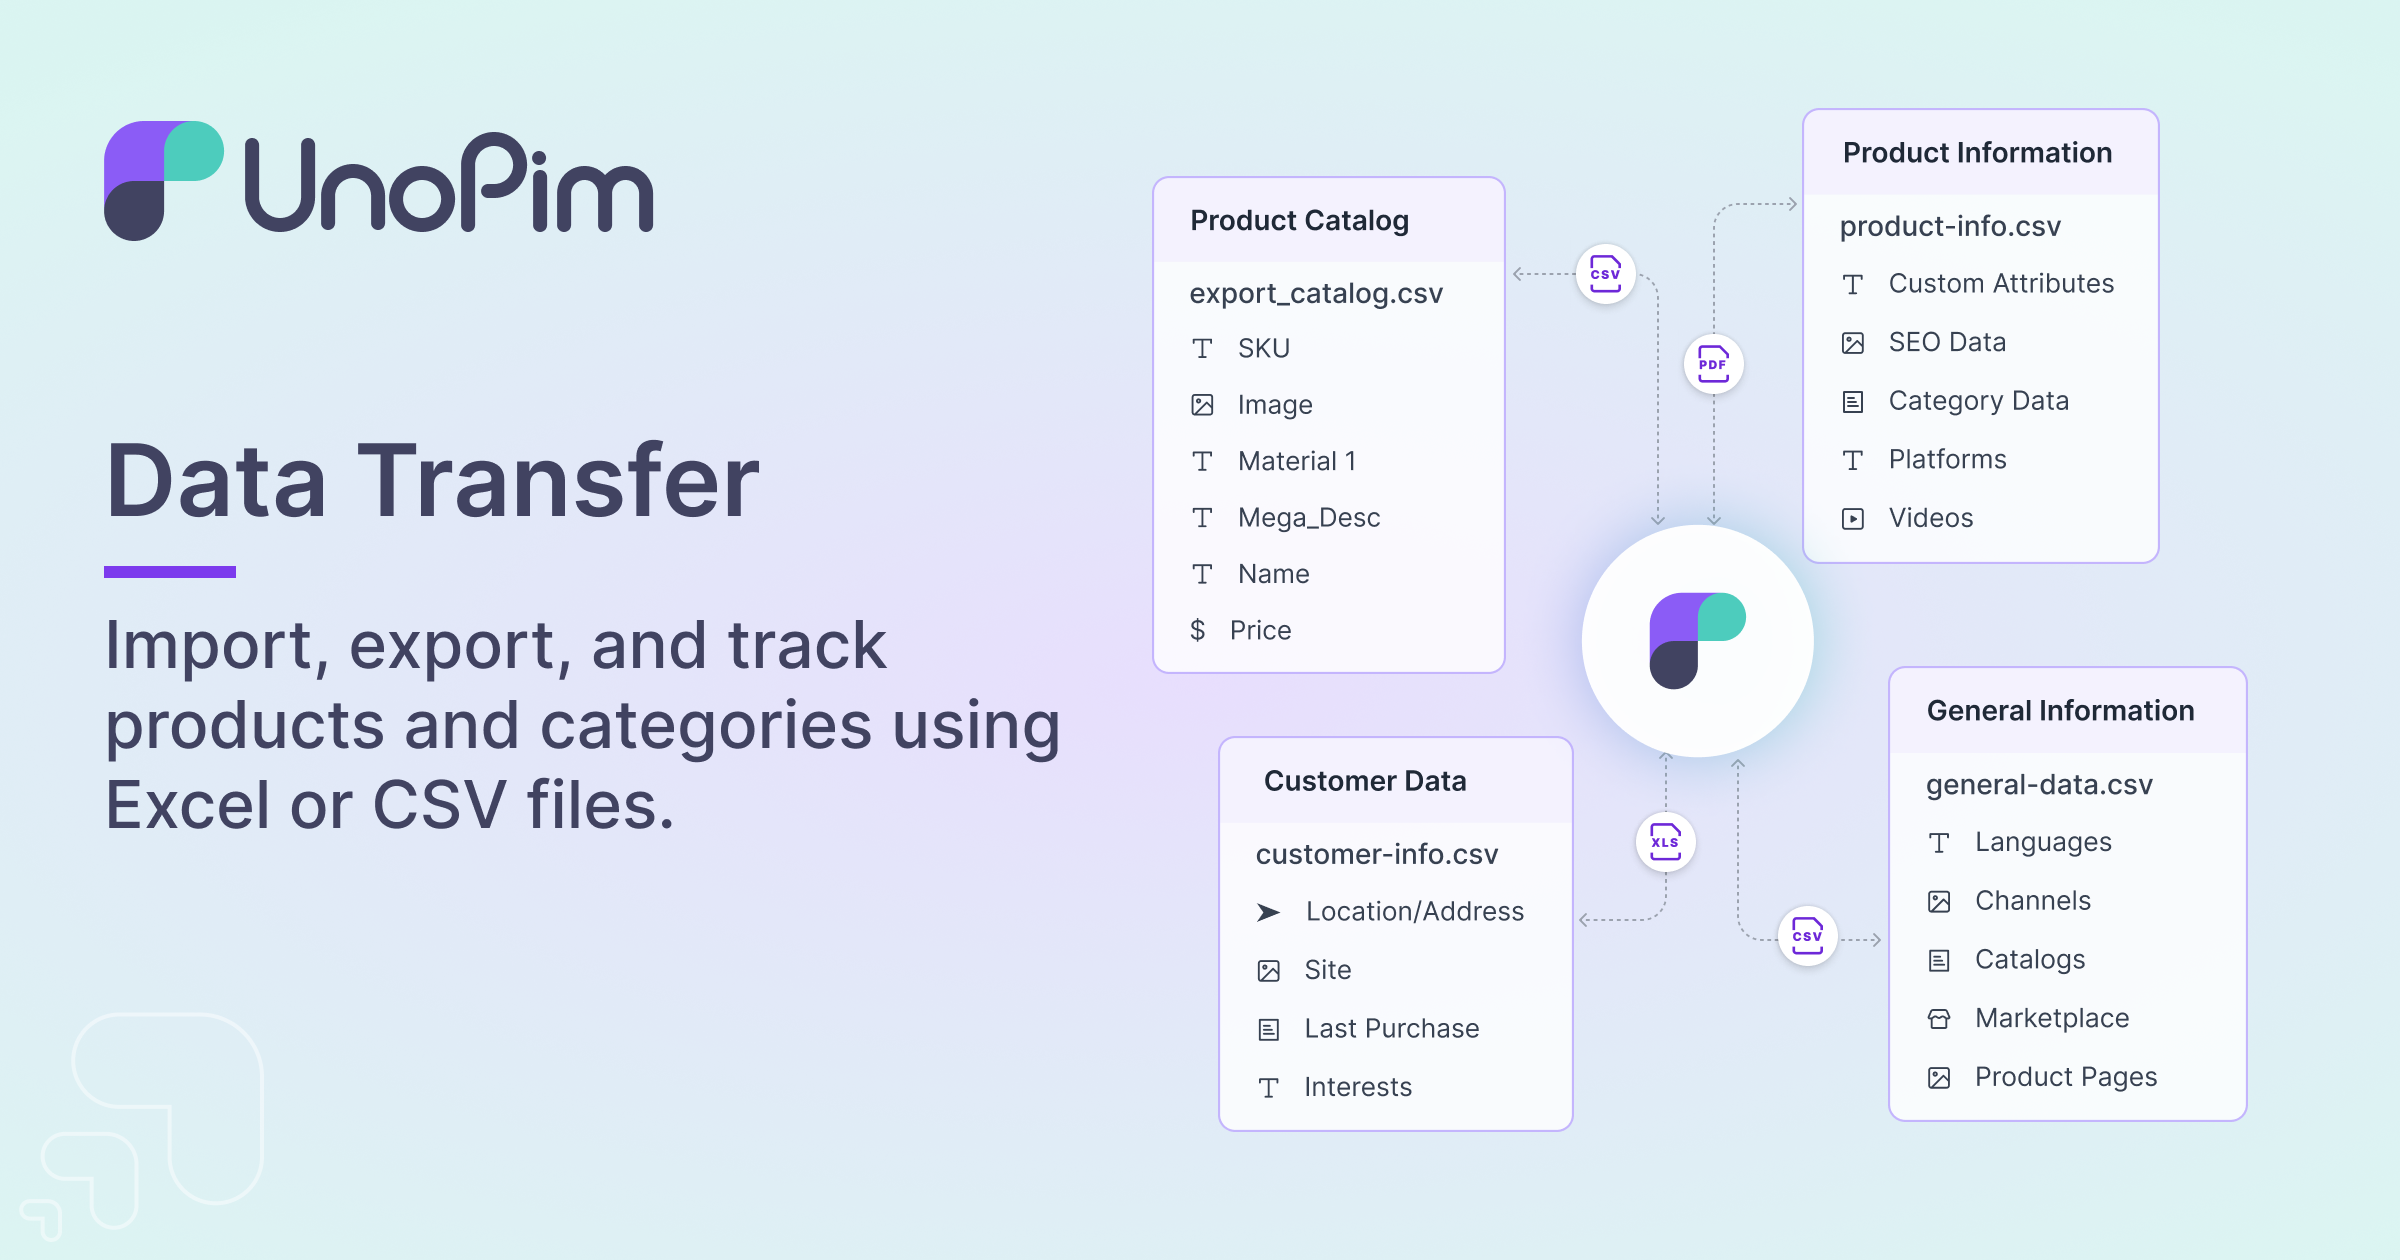 UnoPim
Data Transfer
Import, export, and track
products and categories using
Excel or CSV files.
Product Catalog
export_catalog.csv
SKU
Image
Material 1
Mega_Desc
Name
$ Price
CSV
PDF
Product Information
product-info.csv
Custom Attributes
SEO Data
Category Data
Platforms
Videos
Customer Data
customer-info.csv
Location/Address
Site
Last Purchase
Interests
XLS
CSV
General Information
general-data.csv
Languages
Channels
Catalogs
Marketplace
Product Pages